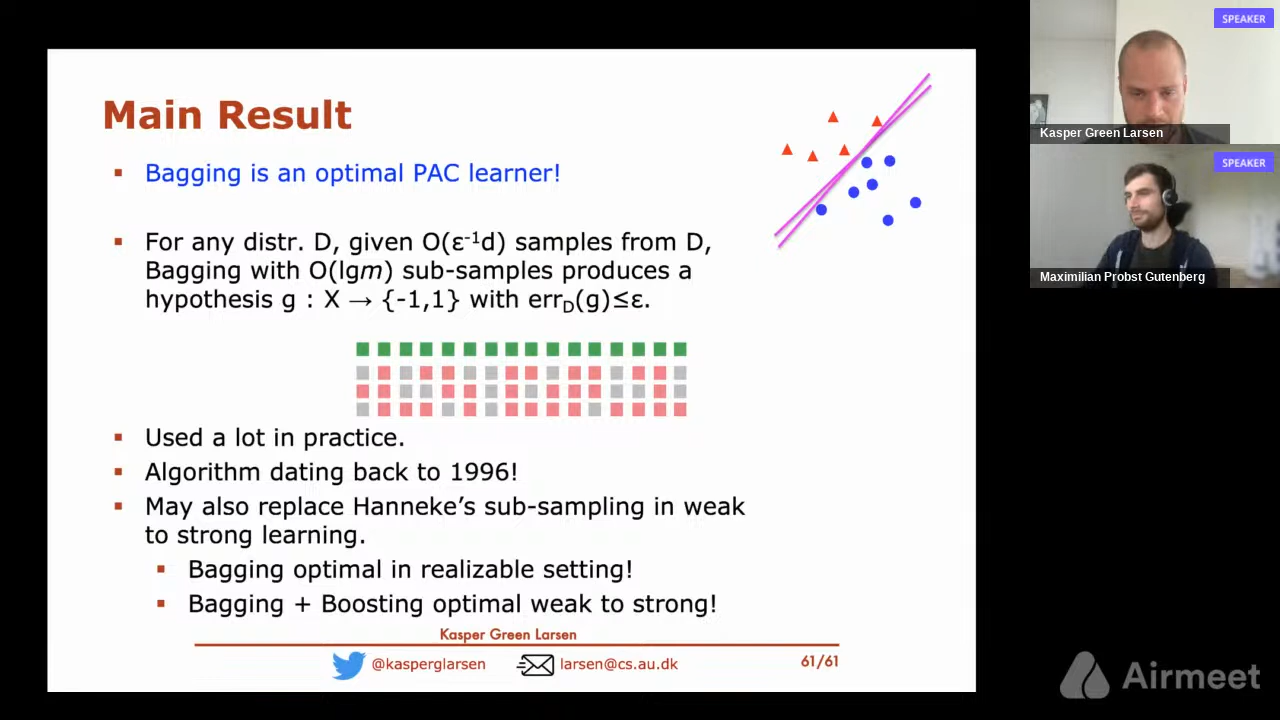 Main Result
Bagging is an optimal PAC learner!
For any distr. D, given O(ε⁻¹d) samples from D,
Bagging with O(lgm) sub-samples produces a
hypothesis g : X → {-1,1} with err_D(g)≤ε.
Used a lot in practice.
Algorithm dating back to 1996!
May also replace Hanneke’s sub-sampling in weak
to strong learning.
Bagging optimal in realizable setting!
Bagging + Boosting optimal weak to strong!
Kasper Green Larsen
@kasperglarsen
larsen@cs.au.dk
61/61
SPEAKER
Kasper Green Larsen
SPEAKER
Maximilian Probst Gutenberg
Airmeet